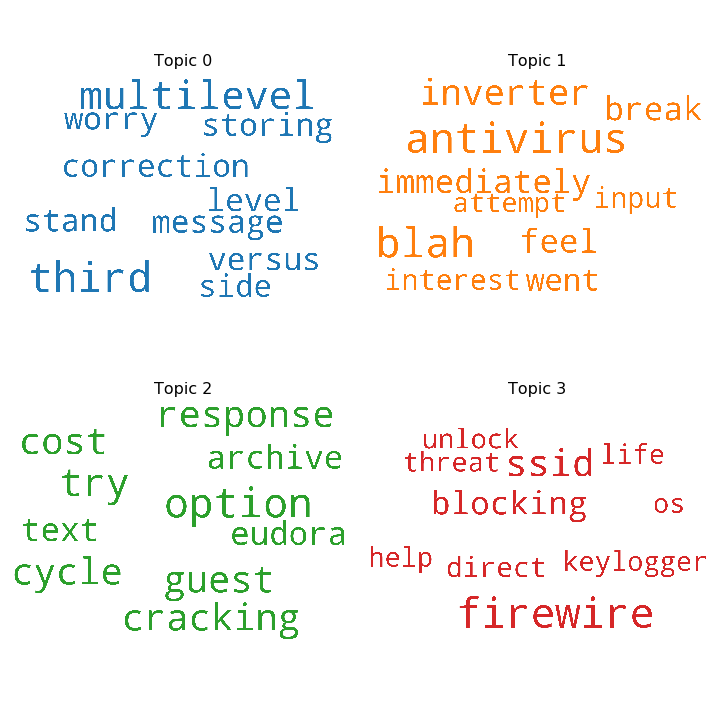 Topic 0
multilevel
worry
storing
correction
level
stand
message
versus
third
side
Topic 1
inverter
break
antivirus
immediately
attempt
input
blah
feel
interest
went
Topic 2
response
cost
archive
try
option
text
eudora
cycle
guest
cracking
Topic 3
unlock
life
threat
ssid
blocking
os
help
direct
keylogger
firewire